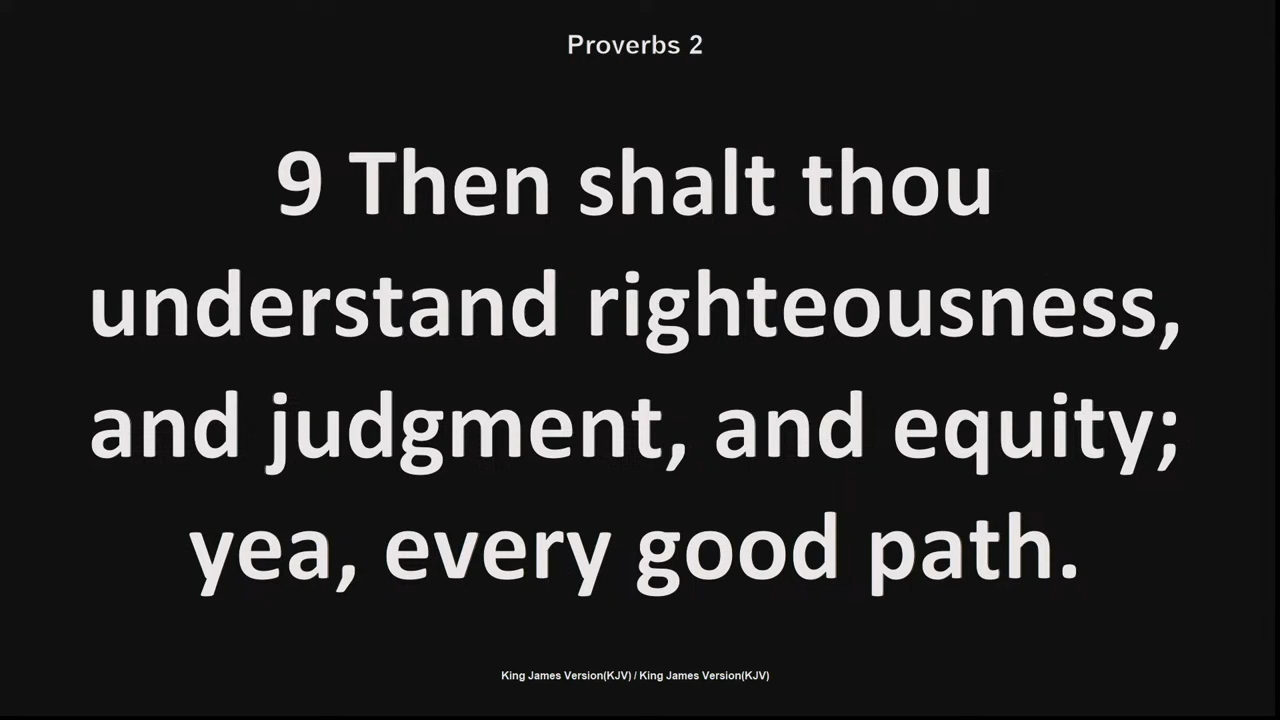 Proverbs 2
9 Then shalt thou
understand righteousness,
and judgment, and equity;
yea, every good path.
King James Version(KJV) / King James Version(KJV)